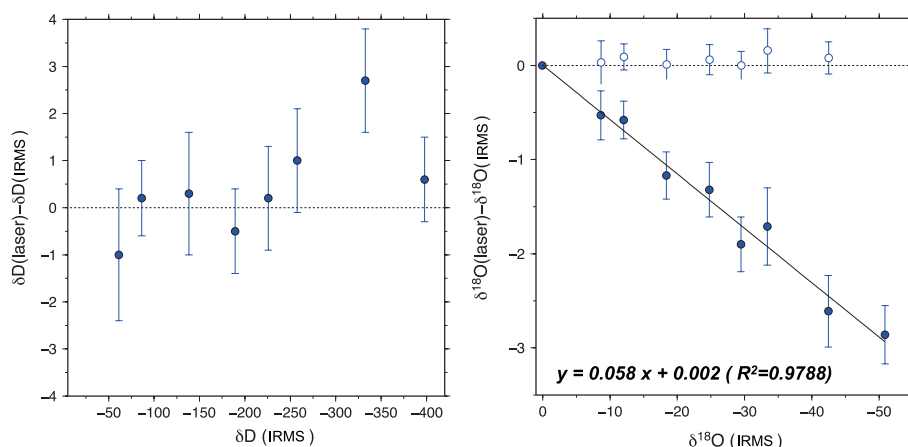 4
3
2
1
0
−1
−2
−3
−4
δD(laser)−δD(IRMS)
−50 −100 −150 −200 −250 −300 −350 −400
δD (IRMS)
0
−1
−2
−3
δ18O(laser)−δ18O(IRMS)
y = 0.058 x + 0.002 ( R²=0.9788)
0 −10 −20 −30 −40 −50
δ18O (IRMS)